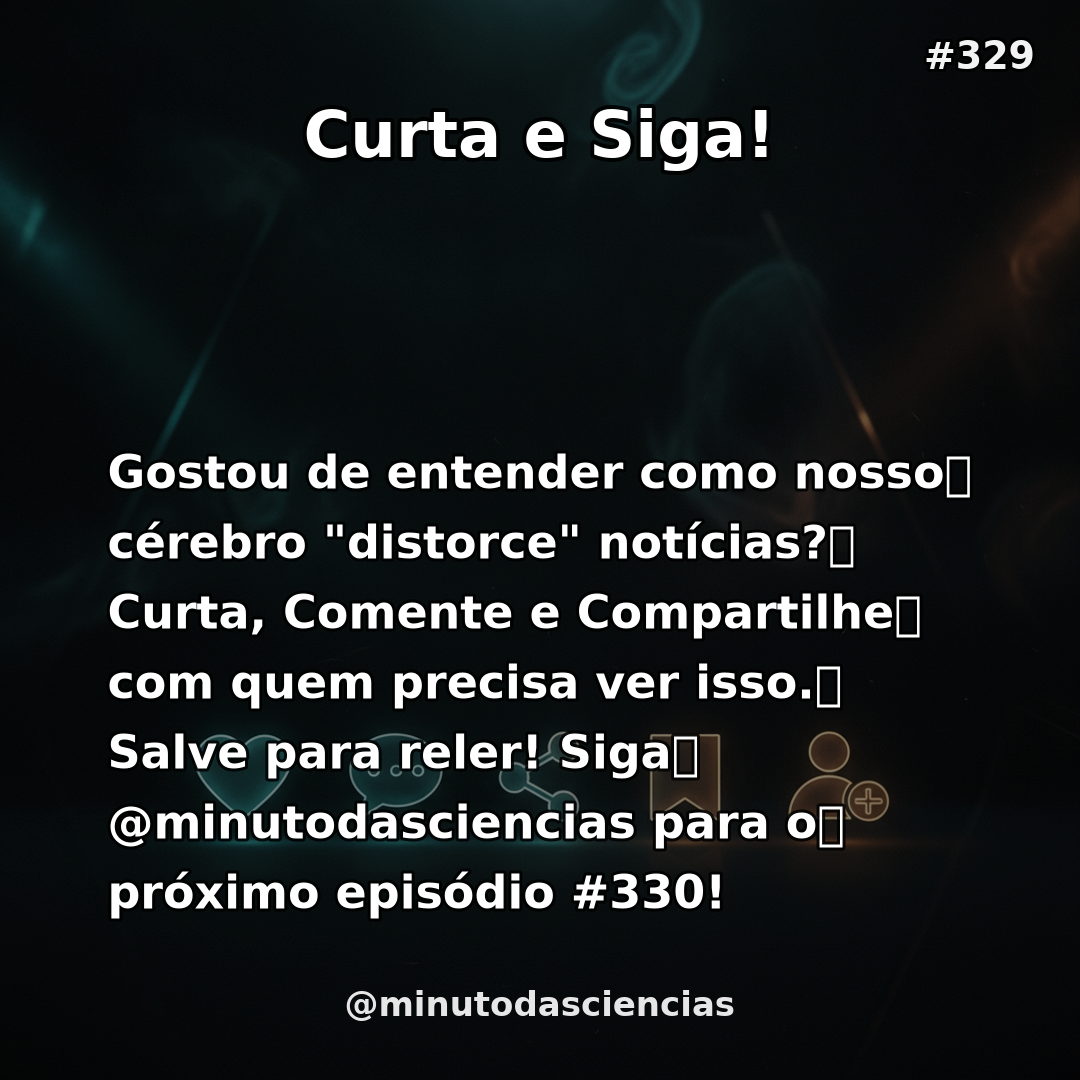 #329
Curta e Siga!
Gostou de entender como nosso▯
cérebro "distorce" notícias?▯
Curta, Comente e Compartilhe▯
com quem precisa ver isso.▯
Salve para reler! Siga▯
@minutodasciencias para o▯
próximo episódio #330!
@minutodasciencias